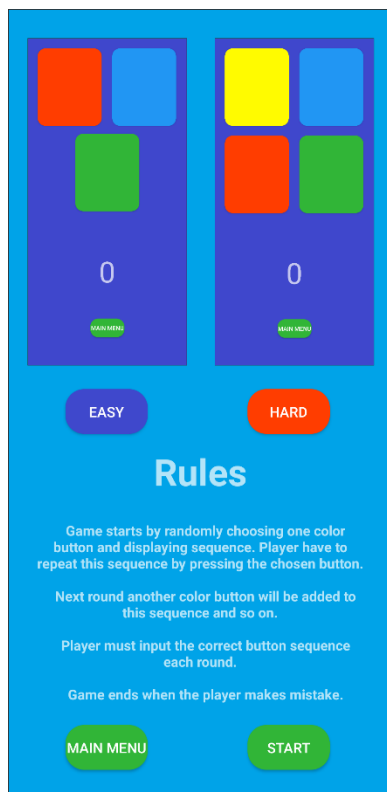 0
0
MAIN MENU
MAIN MENU
EASY
HARD
Rules
Game starts by randomly choosing one color
button and displaying sequence. Player have to
repeat this sequence by pressing the chosen button.
Next round another color button will be added to
this sequence and so on.
Player must input the correct button sequence
each round.
Game ends when the player makes mistake.
MAIN MENU
START